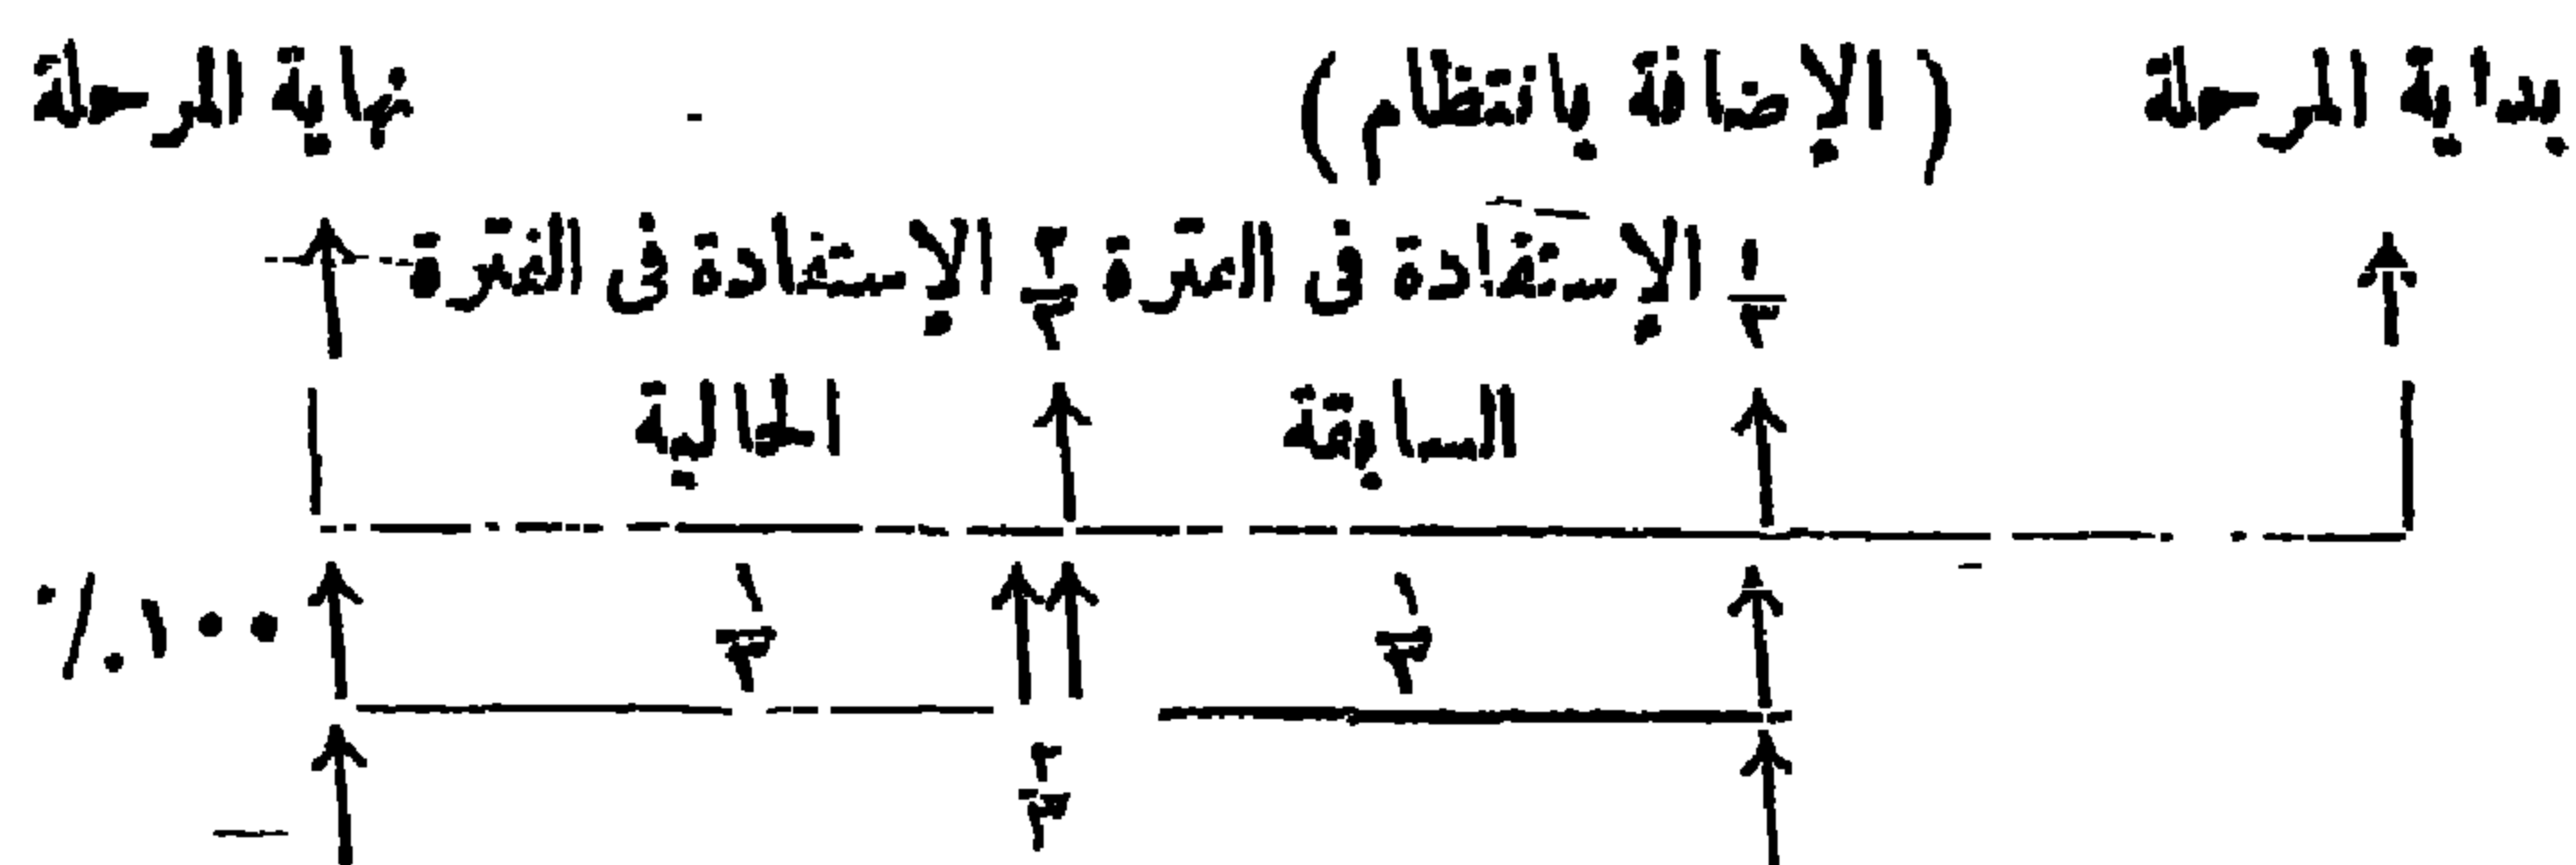 بداية المرحلة ( الإضافة بانتظام ) نهاية المرحلة
١/٣ الإستفادة فى الفترة ٢/٣ الإستفادة فى الفترة
السابقة الحالية
١/٣ ١/٣ ١٠٠٪
٢/٣